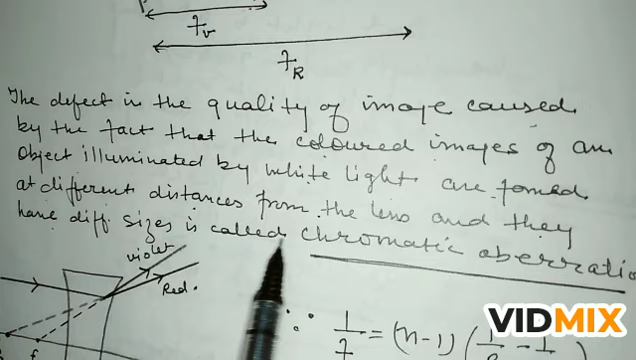 f_v
f_R
The defect in the quality of image caused
by the fact that the coloured images of an
object illuminated by white light are formed
at different distances from the lens and they
have diff sizes is called chromatic aberratio
violet
Red.
f
∵ 1/f = (n-1) (
VIDMIX